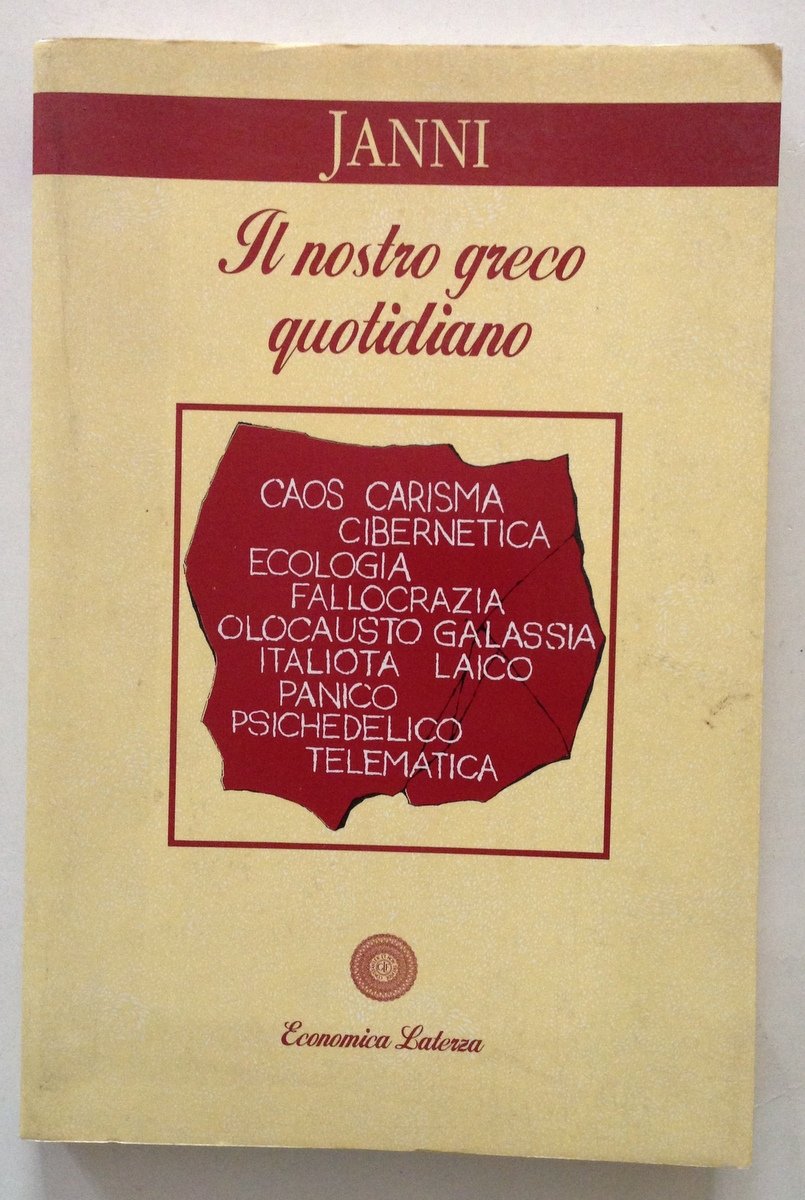 JANNI
Il nostro greco
quotidiano
CAOS CARISMA
CIBERNETICA
ECOLOGIA
FALLOCRAZIA
OLOCAUSTO GALASSIA
ITALIOTA LAICO
PANICO
PSICHEDELICO
TELEMATICA
Economica Laterza